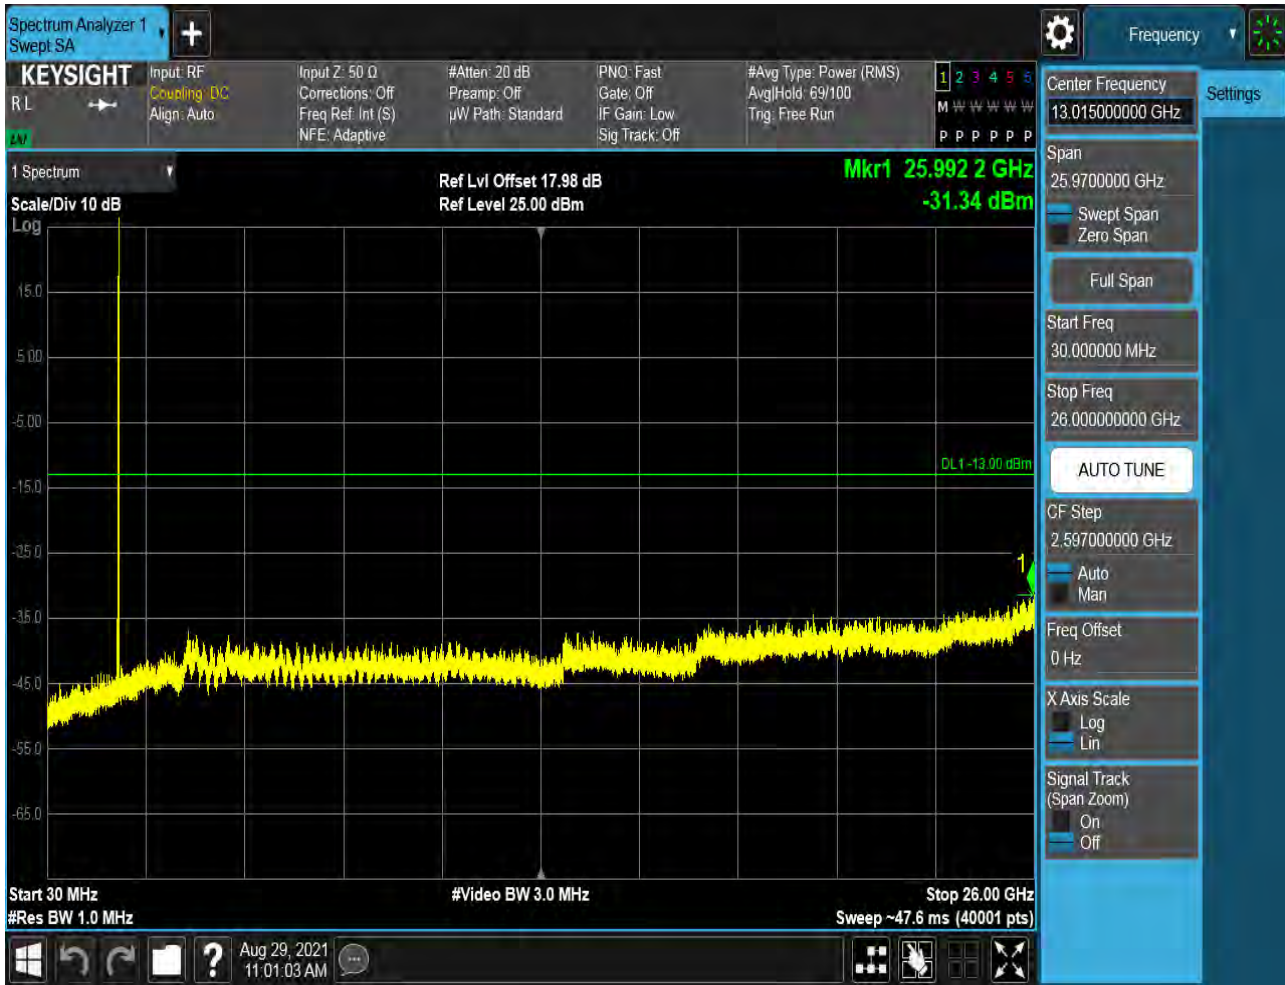 Spectrum Analyzer 1
Swept SA
+
Frequency
KEYSIGHT
R L
LXI
Input: RF
Coupling: DC
Align: Auto
Input Z: 50 Ω
Corrections: Off
Freq Ref: Int (S)
NFE: Adaptive
#Atten: 20 dB
Preamp: Off
µW Path: Standard
PNO: Fast
Gate: Off
IF Gain: Low
Sig Track: Off
#Avg Type: Power (RMS)
Avg|Hold: 69/100
Trig: Free Run
1 2 3 4 5 6
M W W W W W
P P P P P P
1 Spectrum
Scale/Div 10 dB
Log
Ref Lvl Offset 17.98 dB
Ref Level 25.00 dBm
Mkr1 25.992 2 GHz
-31.34 dBm
15.0
5.00
-5.00
-15.0
-25.0
-35.0
-45.0
-55.0
-65.0
DL1 -13.00 dBm
1
Start 30 MHz
#Res BW 1.0 MHz
#Video BW 3.0 MHz
Stop 26.00 GHz
Sweep ~47.6 ms (40001 pts)
Center Frequency
13.015000000 GHz
Settings
Span
25.9700000 GHz
Swept Span
Zero Span
Full Span
Start Freq
30.000000 MHz
Stop Freq
26.000000000 GHz
AUTO TUNE
CF Step
2.597000000 GHz
Auto
Man
Freq Offset
0 Hz
X Axis Scale
Log
Lin
Signal Track
(Span Zoom)
On
Off
?
Aug 29, 2021
11:01:03 AM